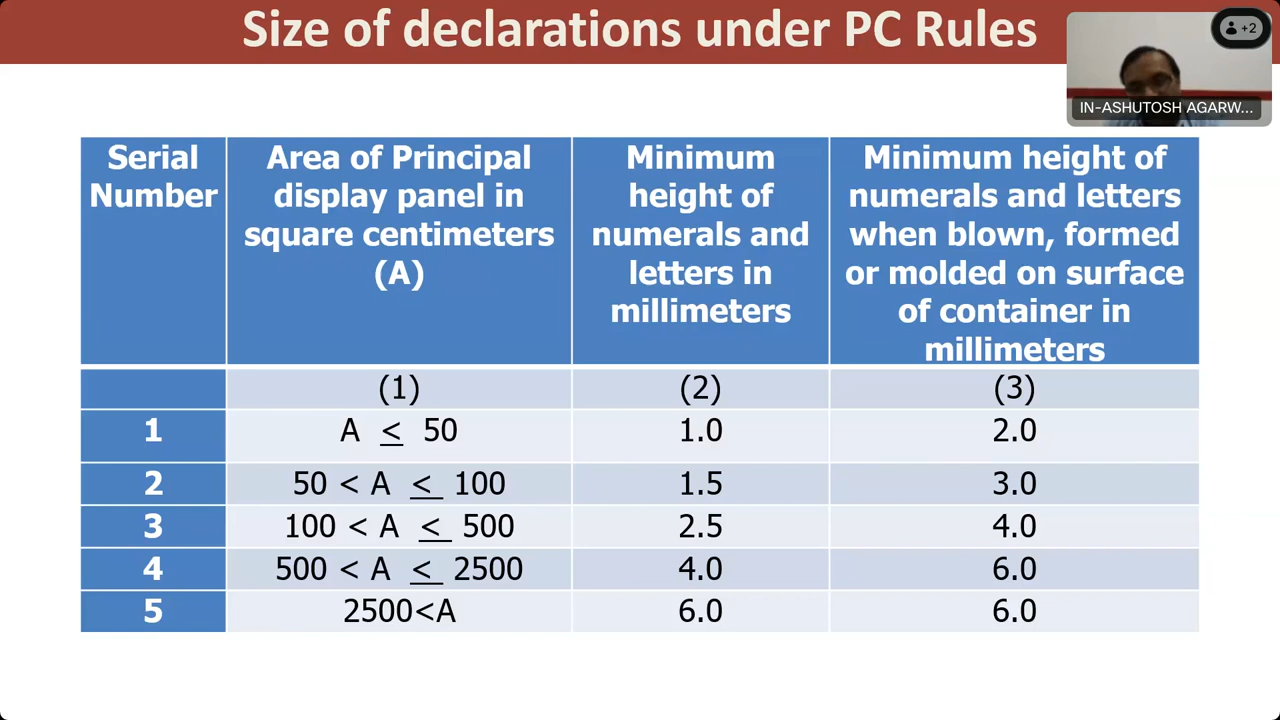 Size of declarations under PC Rules
+2
IN-ASHUTOSH AGARW...
Serial Number
Area of Principal display panel in square centimeters (A)
Minimum height of numerals and letters in millimeters
Minimum height of numerals and letters when blown, formed or molded on surface of container in millimeters
(1) (2) (3)
1 A ≤ 50 1.0 2.0
2 50 < A ≤ 100 1.5 3.0
3 100 < A ≤ 500 2.5 4.0
4 500 < A ≤ 2500 4.0 6.0
5 2500<A 6.0 6.0